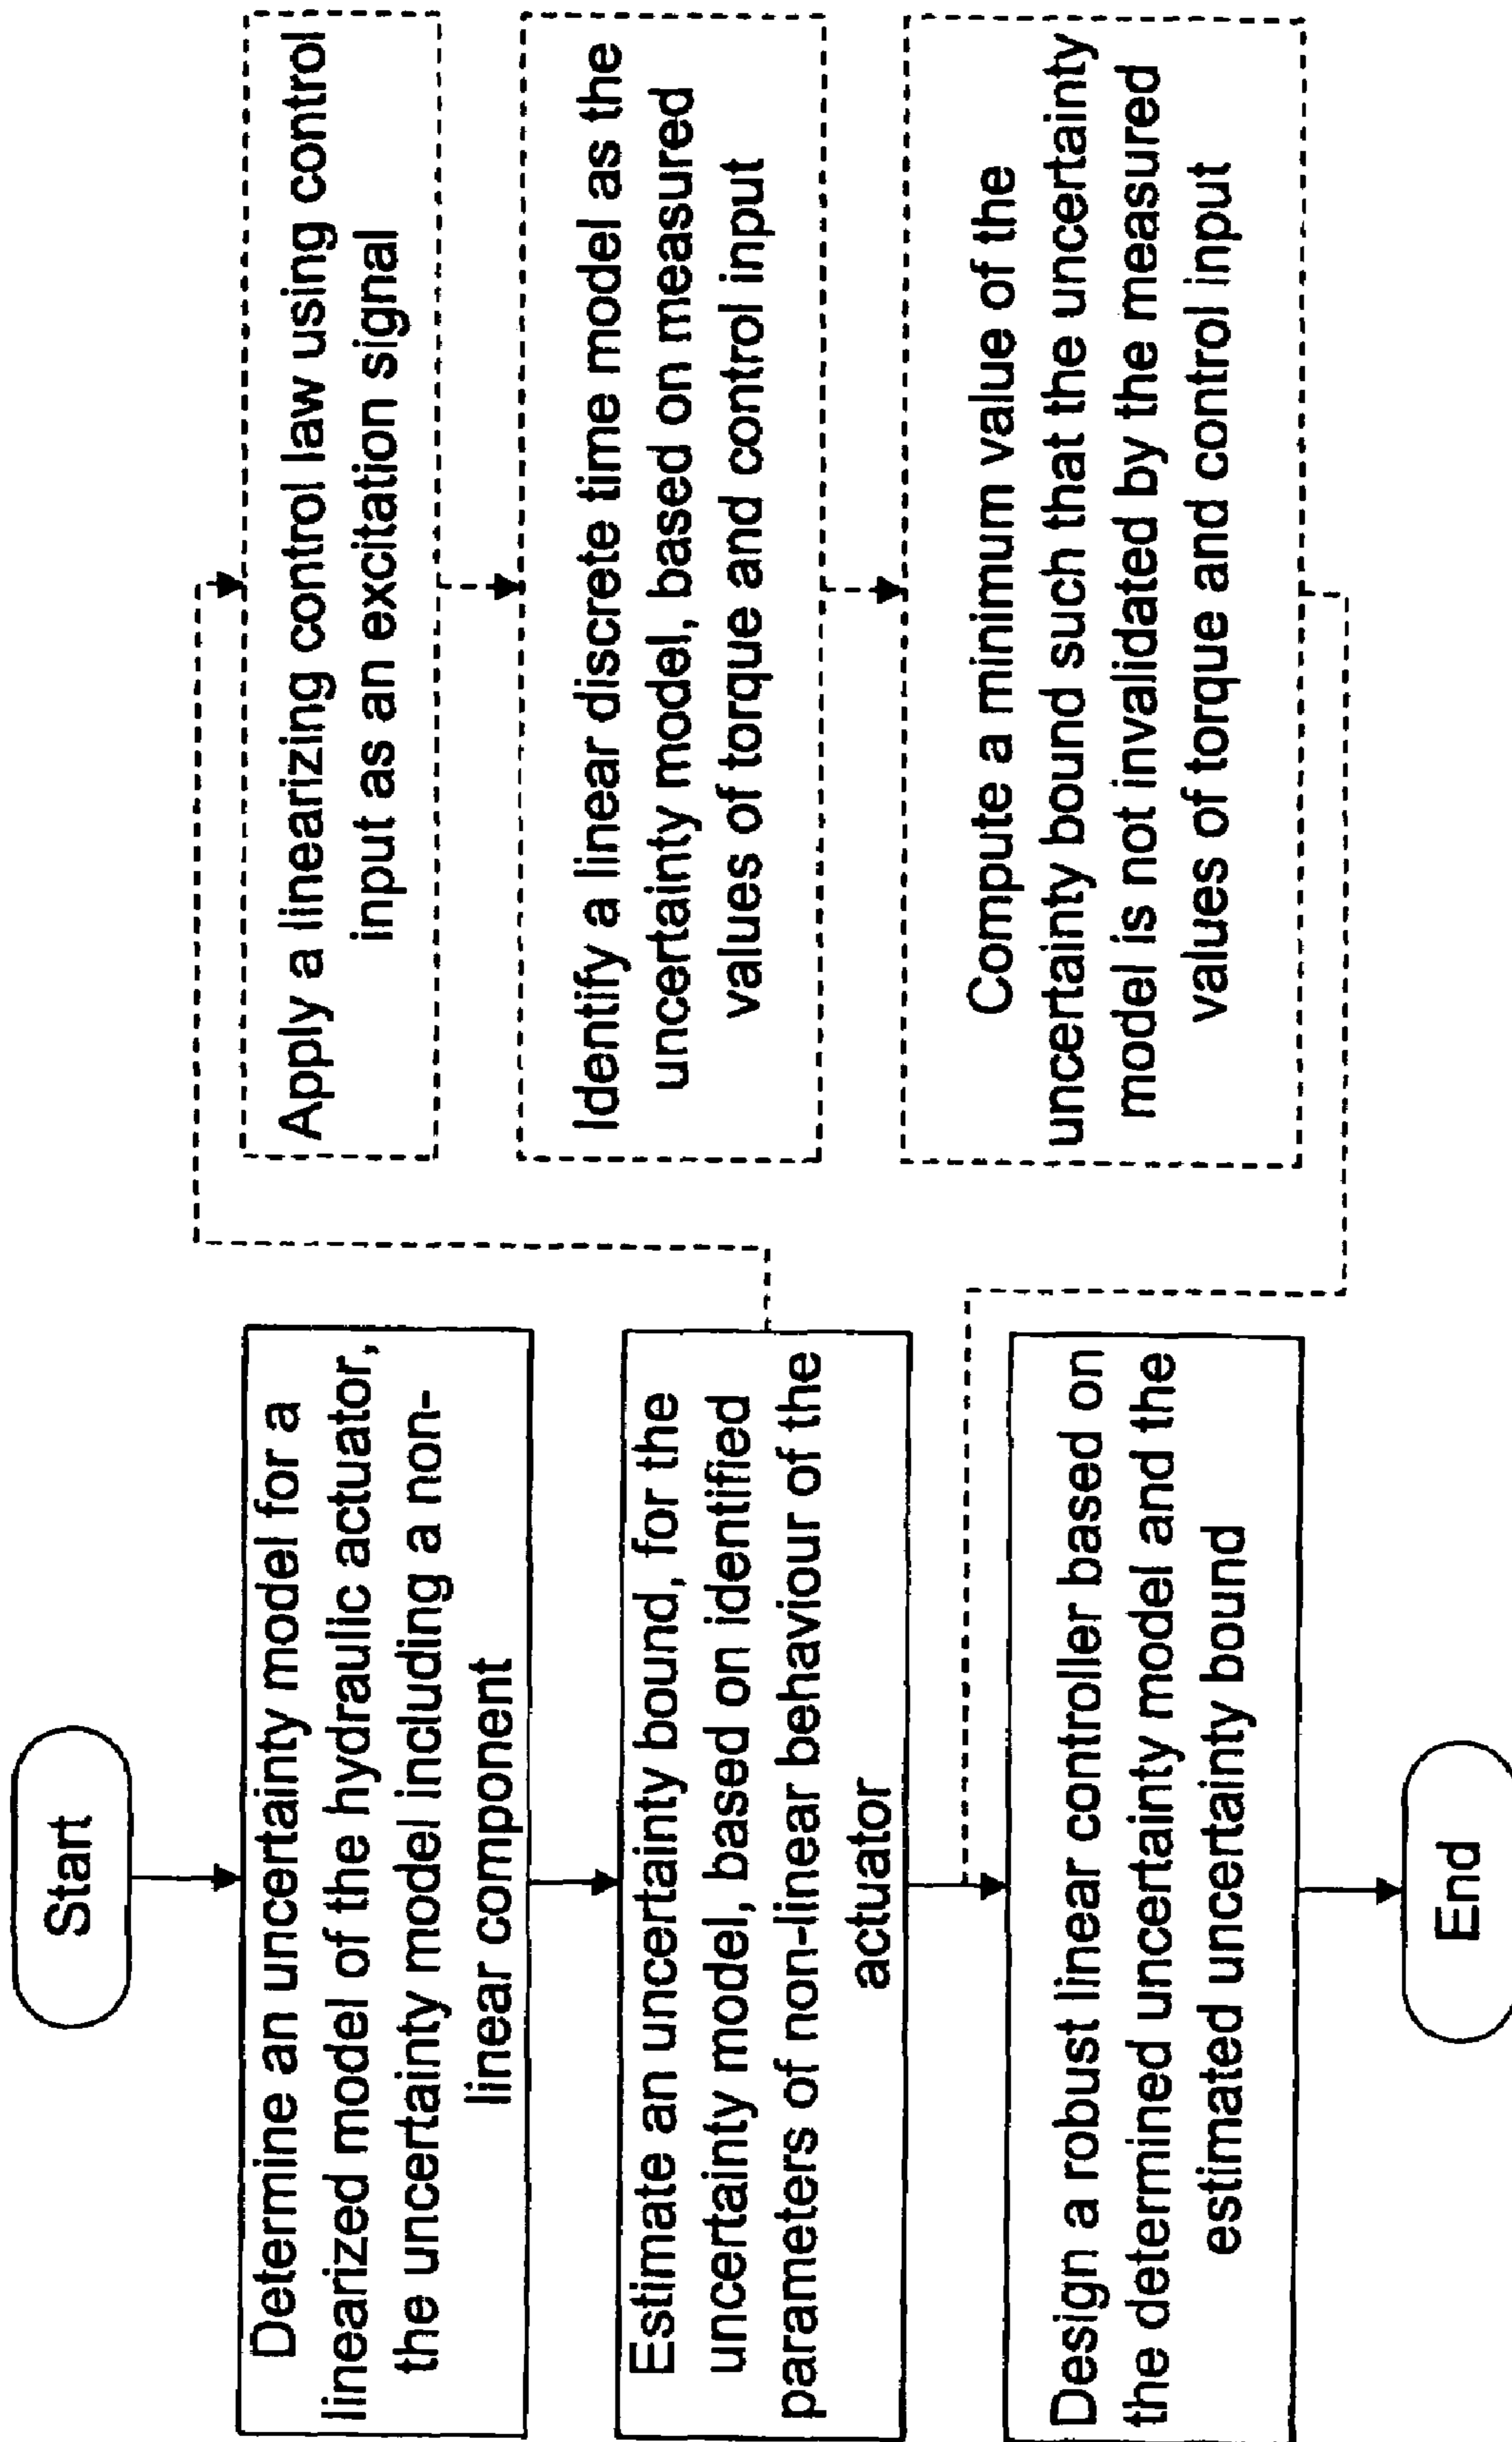 Start
Determine an uncertainty model for a
linearized model of the hydraulic actuator,
the uncertainty model including a non-
linear component
Estimate an uncertainty bound, for the
uncertainty model, based on identified
parameters of non-linear behaviour of the
actuator
Design a robust linear controller based on
the determined uncertainty model and the
estimated uncertainty bound
End
Apply a linearizing control law using control
input as an excitation signal
Identify a linear discrete time model as the
uncertainty model, based on measured
values of torque and control input
Compute a minimum value of the
uncertainty bound such that the uncertainty
model is not invalidated by the measured
values of torque and control input